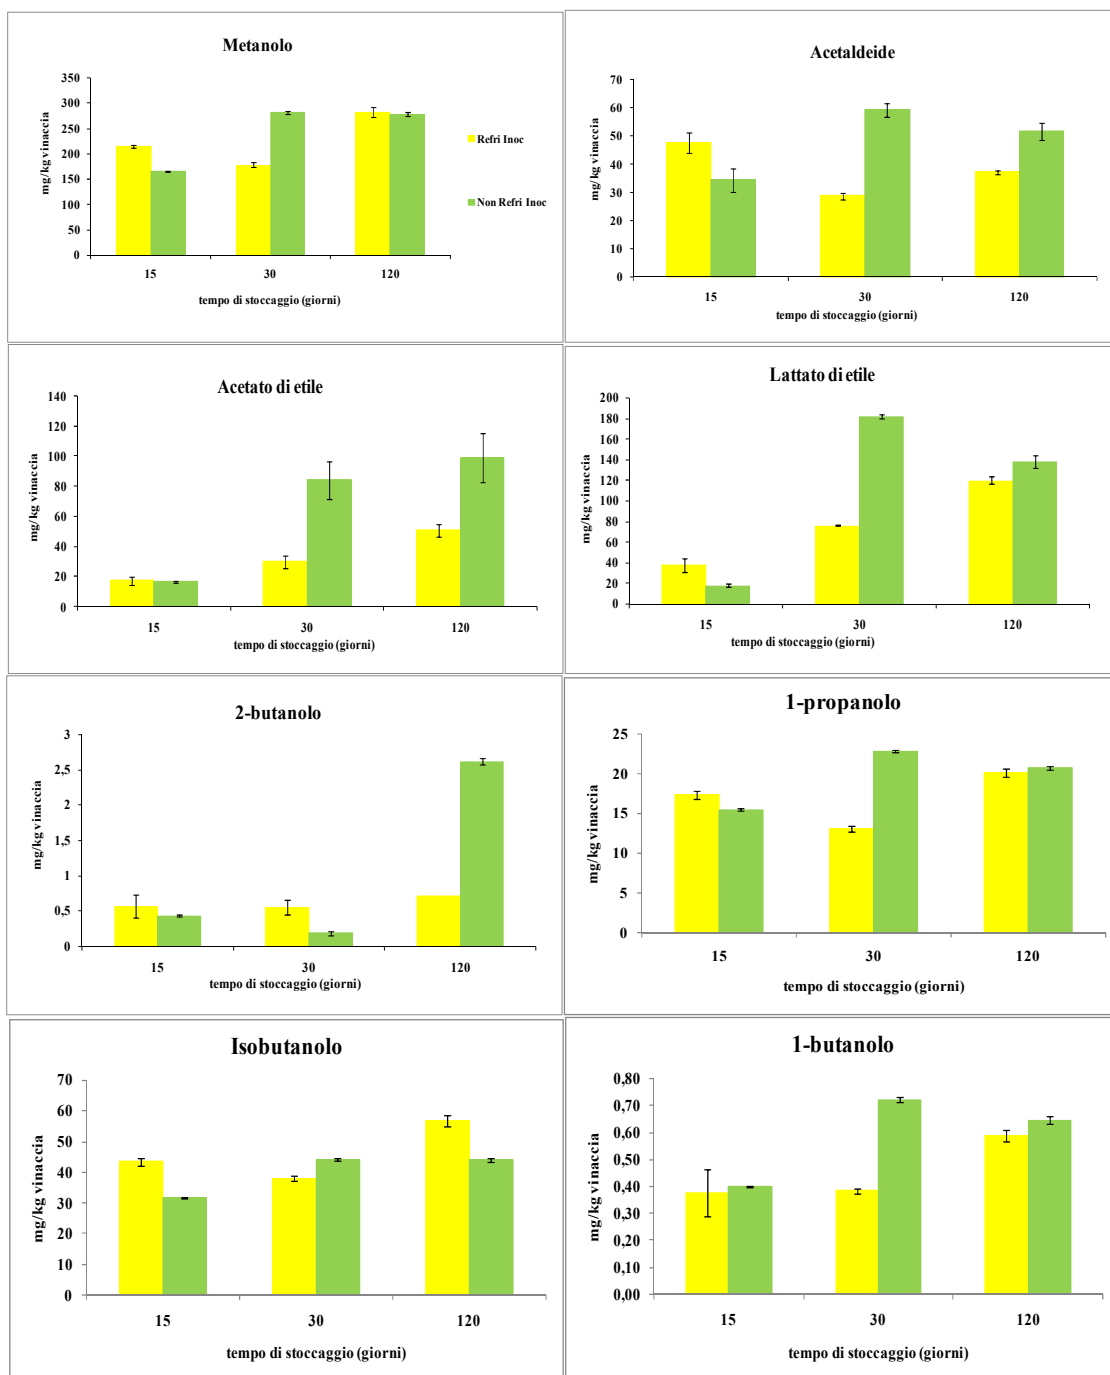 Metanolo
mg/kg vinaccia
350
300
250
200
150
100
50
0
15 30 120
tempo di stoccaggio (giorni)
Refri Inoc
Non Refri Inoc
Acetaldeide
mg/kg vinaccia
70
60
50
40
30
20
10
0
15 30 120
tempo di stoccaggio (giorni)
Acetato di etile
mg/kg vinaccia
140
120
100
80
60
40
20
0
15 30 120
tempo di stoccaggio (giorni)
Lattato di etile
mg/kg vinaccia
200
180
160
140
120
100
80
60
40
20
0
15 30 120
tempo di stoccaggio (giorni)
2-butanolo
mg/kg vinaccia
3
2,5
2
1,5
1
0,5
0
15 30 120
tempo di stoccaggio (giorni)
1-propanolo
mg/kg vinaccia
25
20
15
10
5
0
15 30 120
tempo di stoccaggio (giorni)
Isobutanolo
mg/kg vinaccia
70
60
50
40
30
20
10
0
15 30 120
tempo di stoccaggio (giorni)
1-butanolo
mg/kg vinaccia
0,80
0,70
0,60
0,50
0,40
0,30
0,20
0,10
0,00
15 30 120
tempo di stoccaggio (giorni)